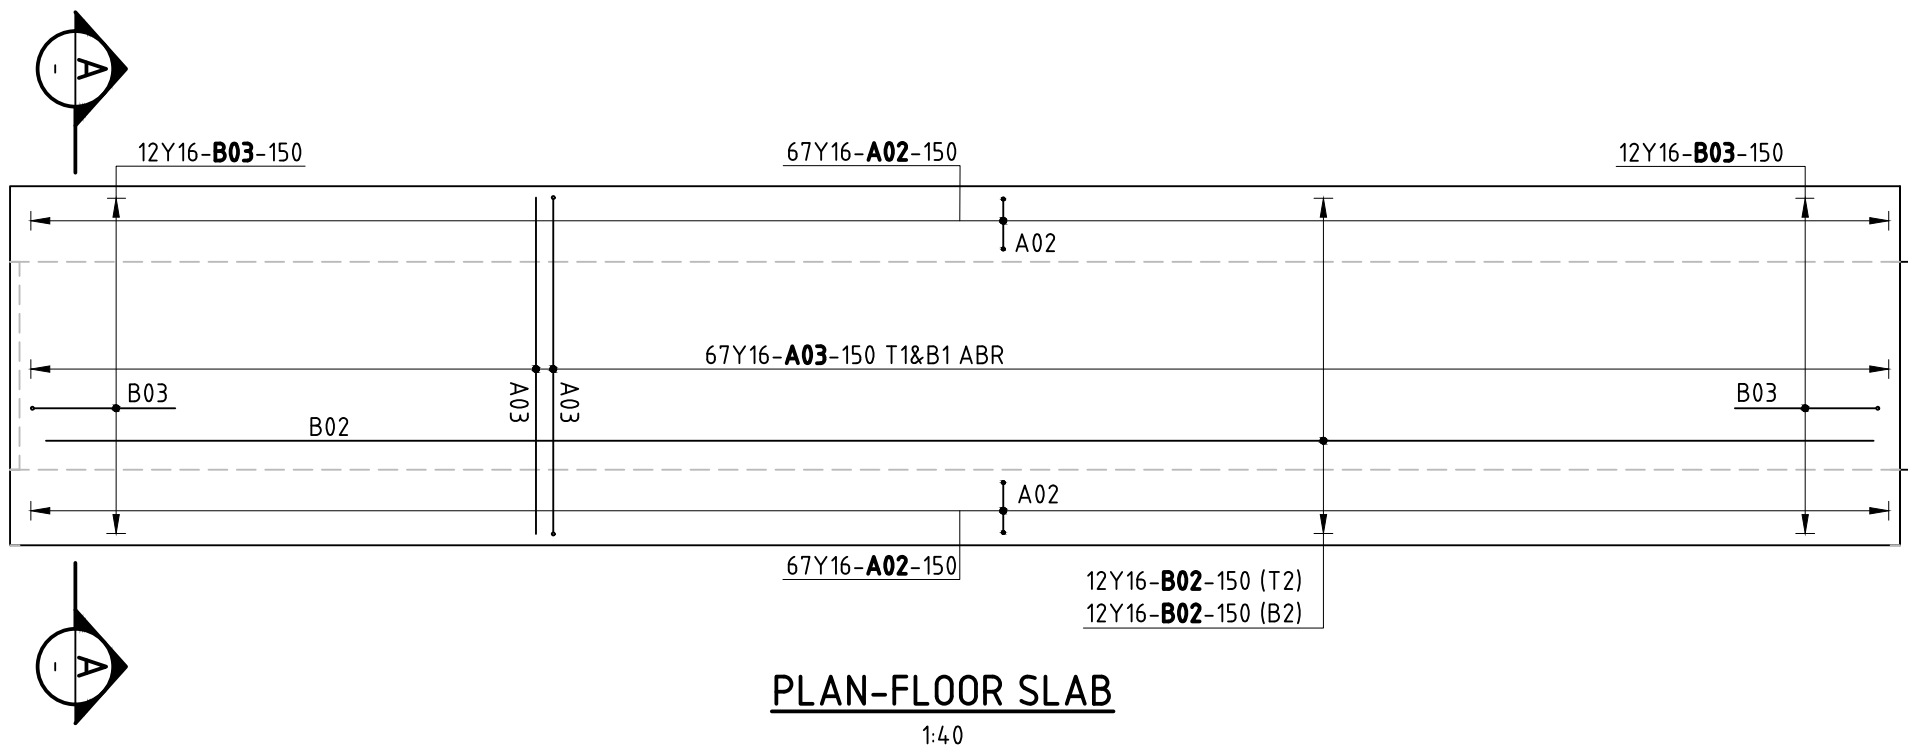 A
-
12Y16-B03-150
67Y16-A02-150
12Y16-B03-150
A02
67Y16-A03-150 T1&B1 ABR
B03
A03
A03
B03
B02
A02
67Y16-A02-150
12Y16-B02-150 (T2)
12Y16-B02-150 (B2)
A
-
PLAN-FLOOR SLAB
1:40